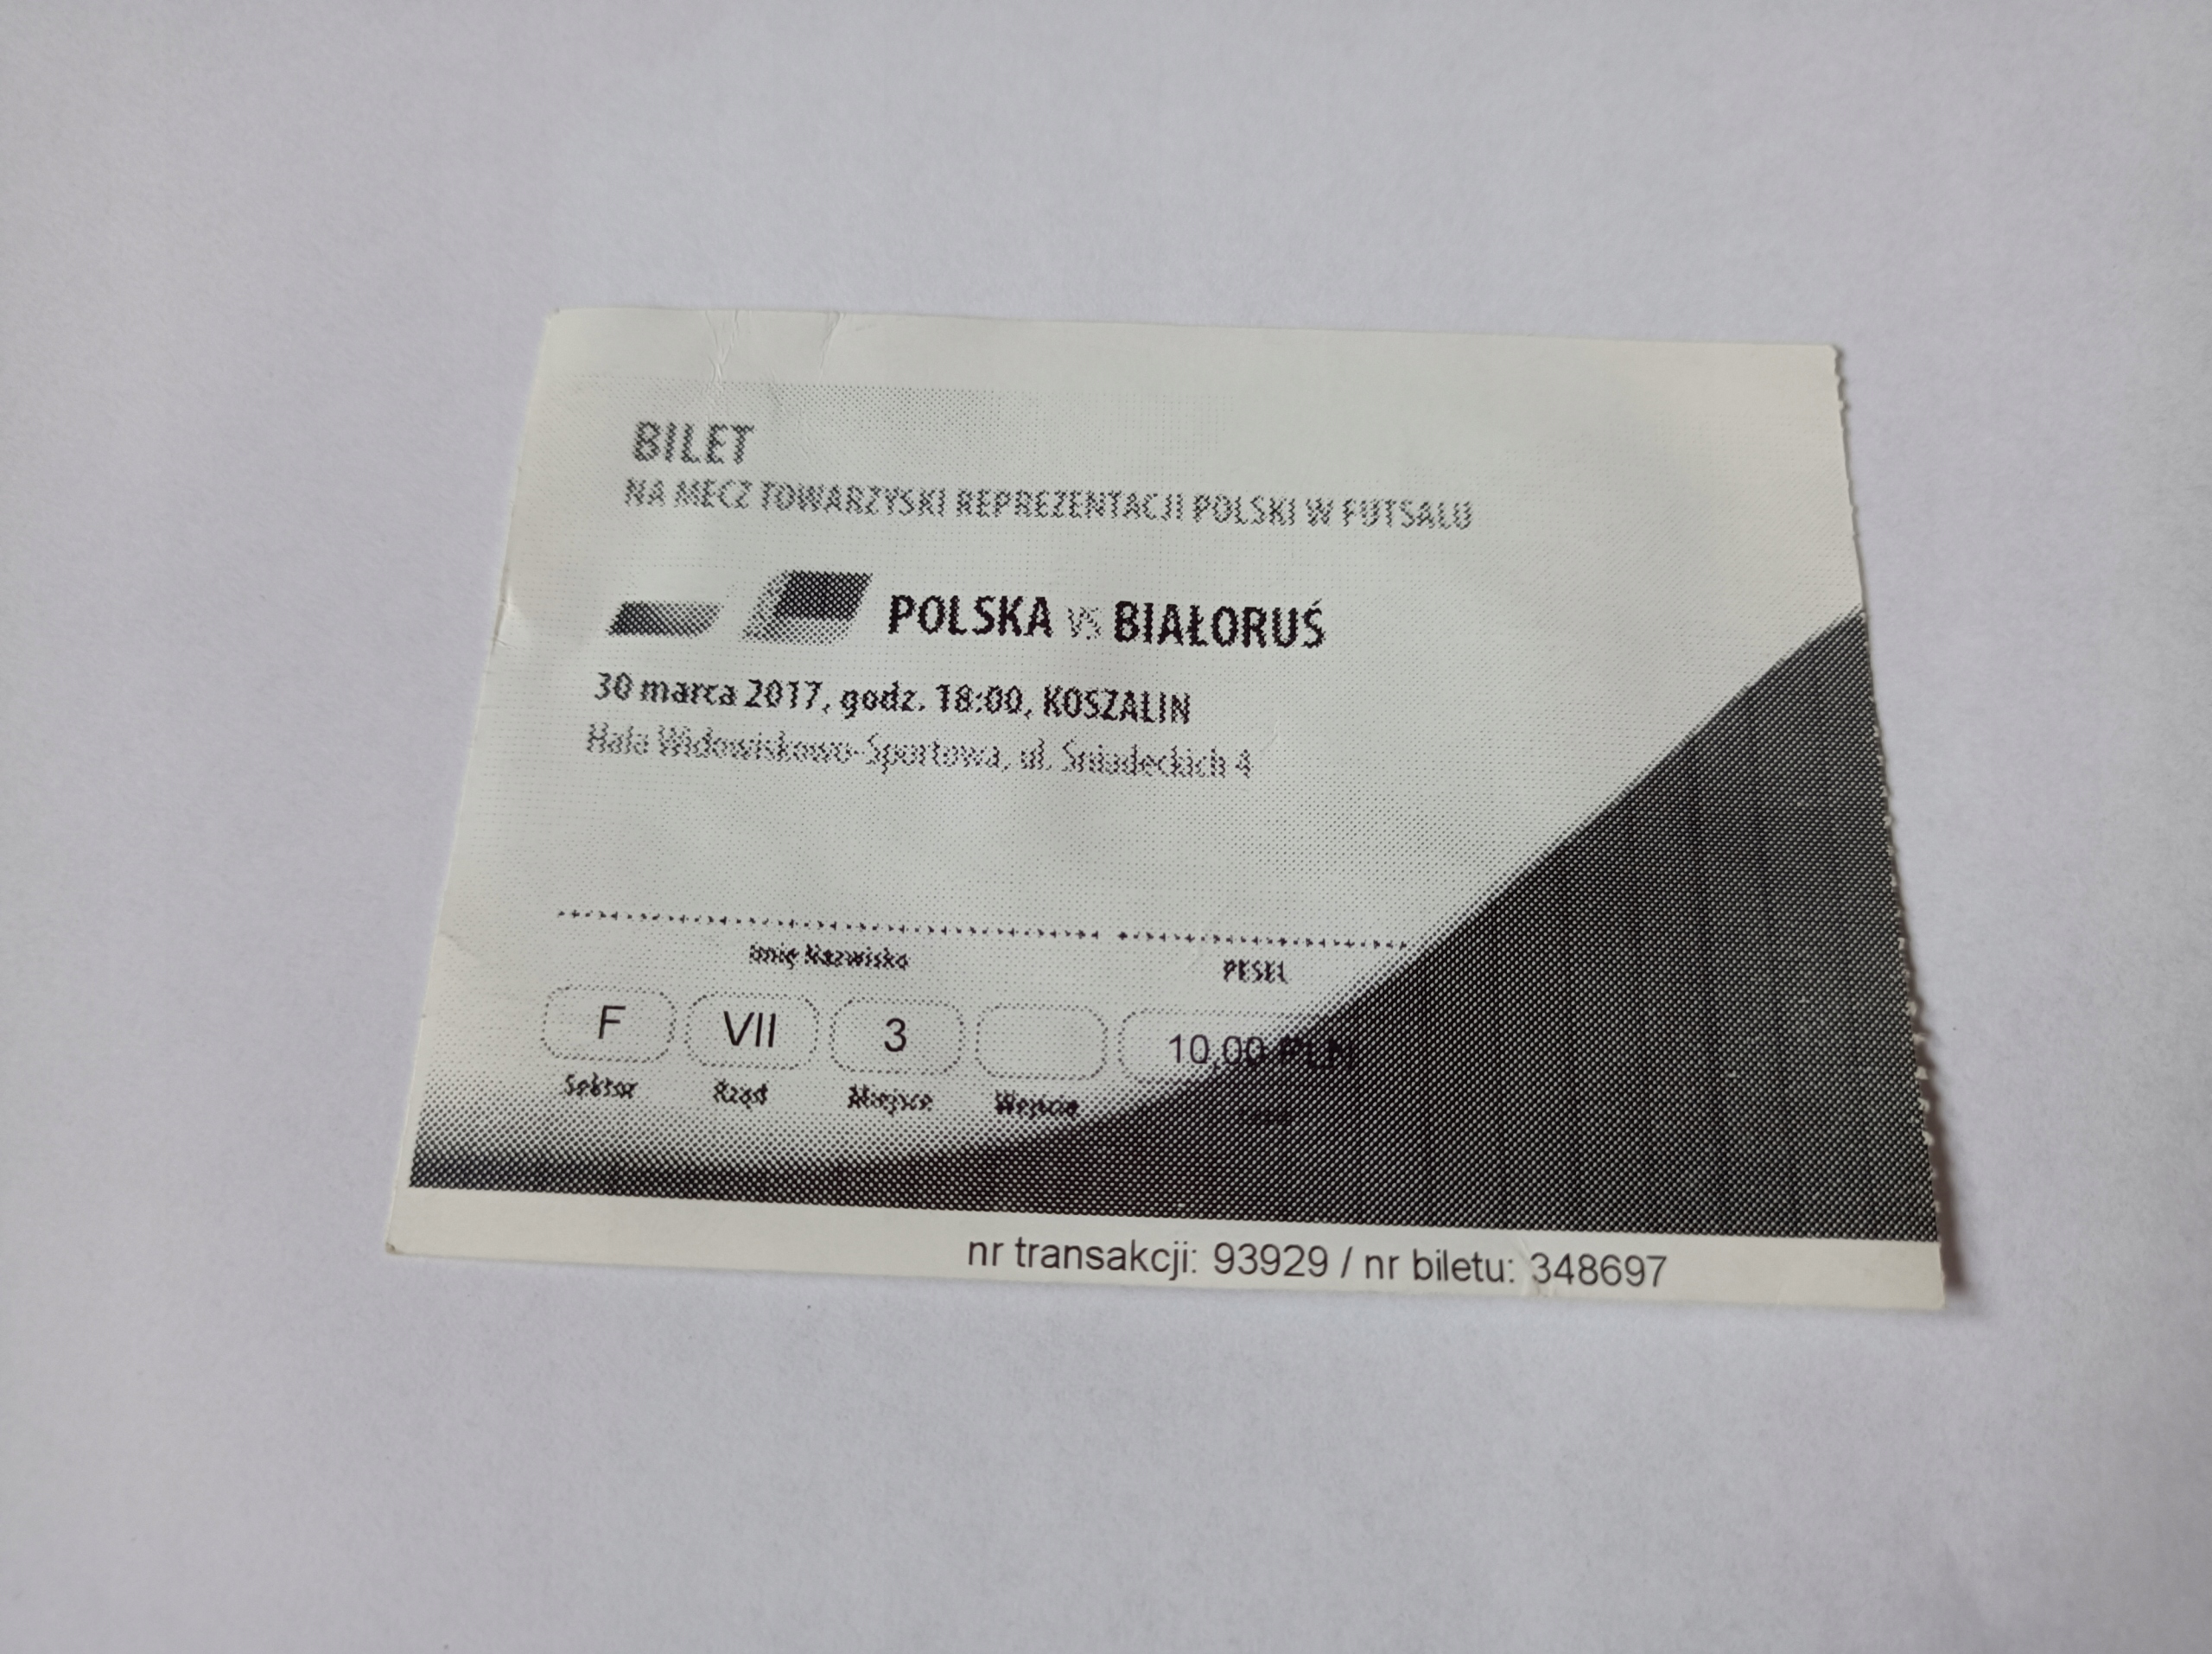 BILET
NA MECZ TOWARZYSKI REPREZENTACJI POLSKI W FUTSALU
POLSKA VS BIAŁORUŚ
30 marca 2017, godz. 18:00, KOSZALIN
Hala Widowiskowo-Sportowa, ul. Śniadeckich 4
Imię Nazwisko PESEL
F VII 3 10,00 PLN
Sektor Rząd Miejsce Wejście
nr transakcji: 93929 / nr biletu: 348697